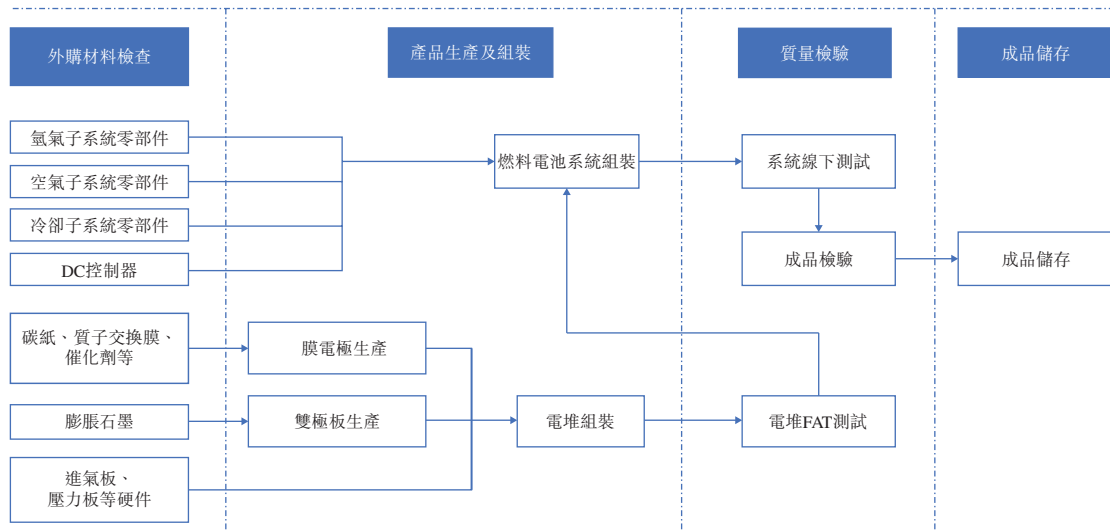 外購材料檢查
產品生產及組裝
質量檢驗
成品儲存
氫氣子系統零部件
空氣子系統零部件
冷卻子系統零部件
DC控制器
燃料電池系統組裝
系統線下測試
成品檢驗
成品儲存
碳紙、質子交換膜、
催化劑等
膜電極生產
膨脹石墨
雙極板生產
電堆組裝
電堆FAT測試
進氣板、
壓力板等硬件